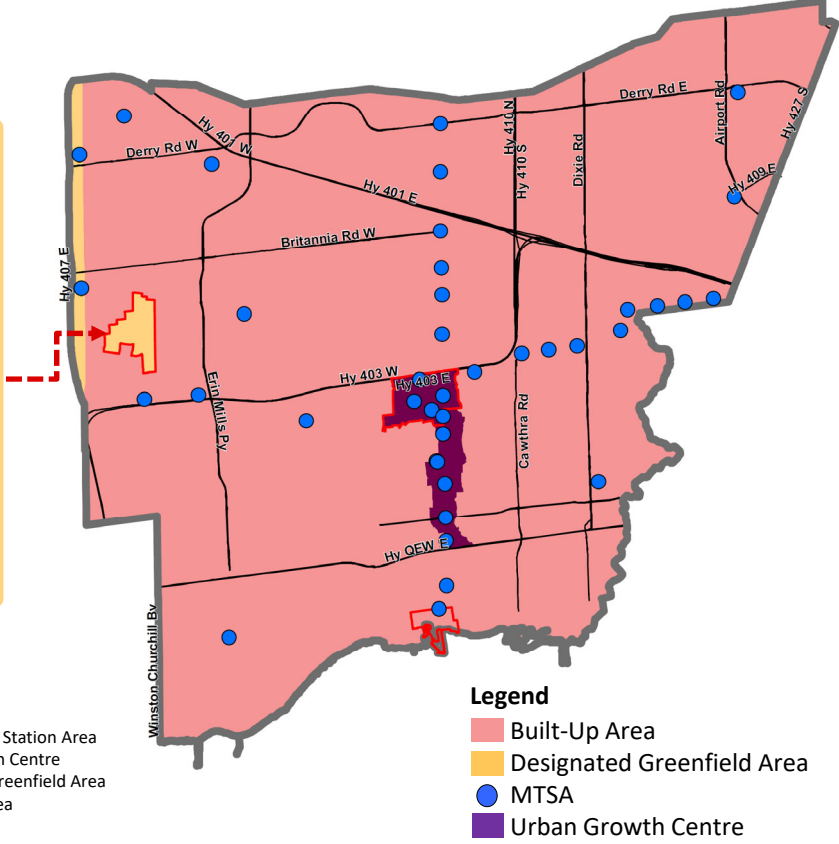 Derry Rd E
Airport Rd
Hy 427 S
Hy 410 N
Hy 401 W
Derry Rd W
Hy 410 S
Dixie Rd
Hy 409 E
Hy 401 E
Britannia Rd W
Hy 407 E
Hy 403 W
Hy 403 E
Erin Mills Py
Cawthra Rd
Hy QEW E
Winston Churchill Bv
Legend
Built-Up Area
Designated Greenfield Area
MTSA
Urban Growth Centre
Station Area
Centre
Area